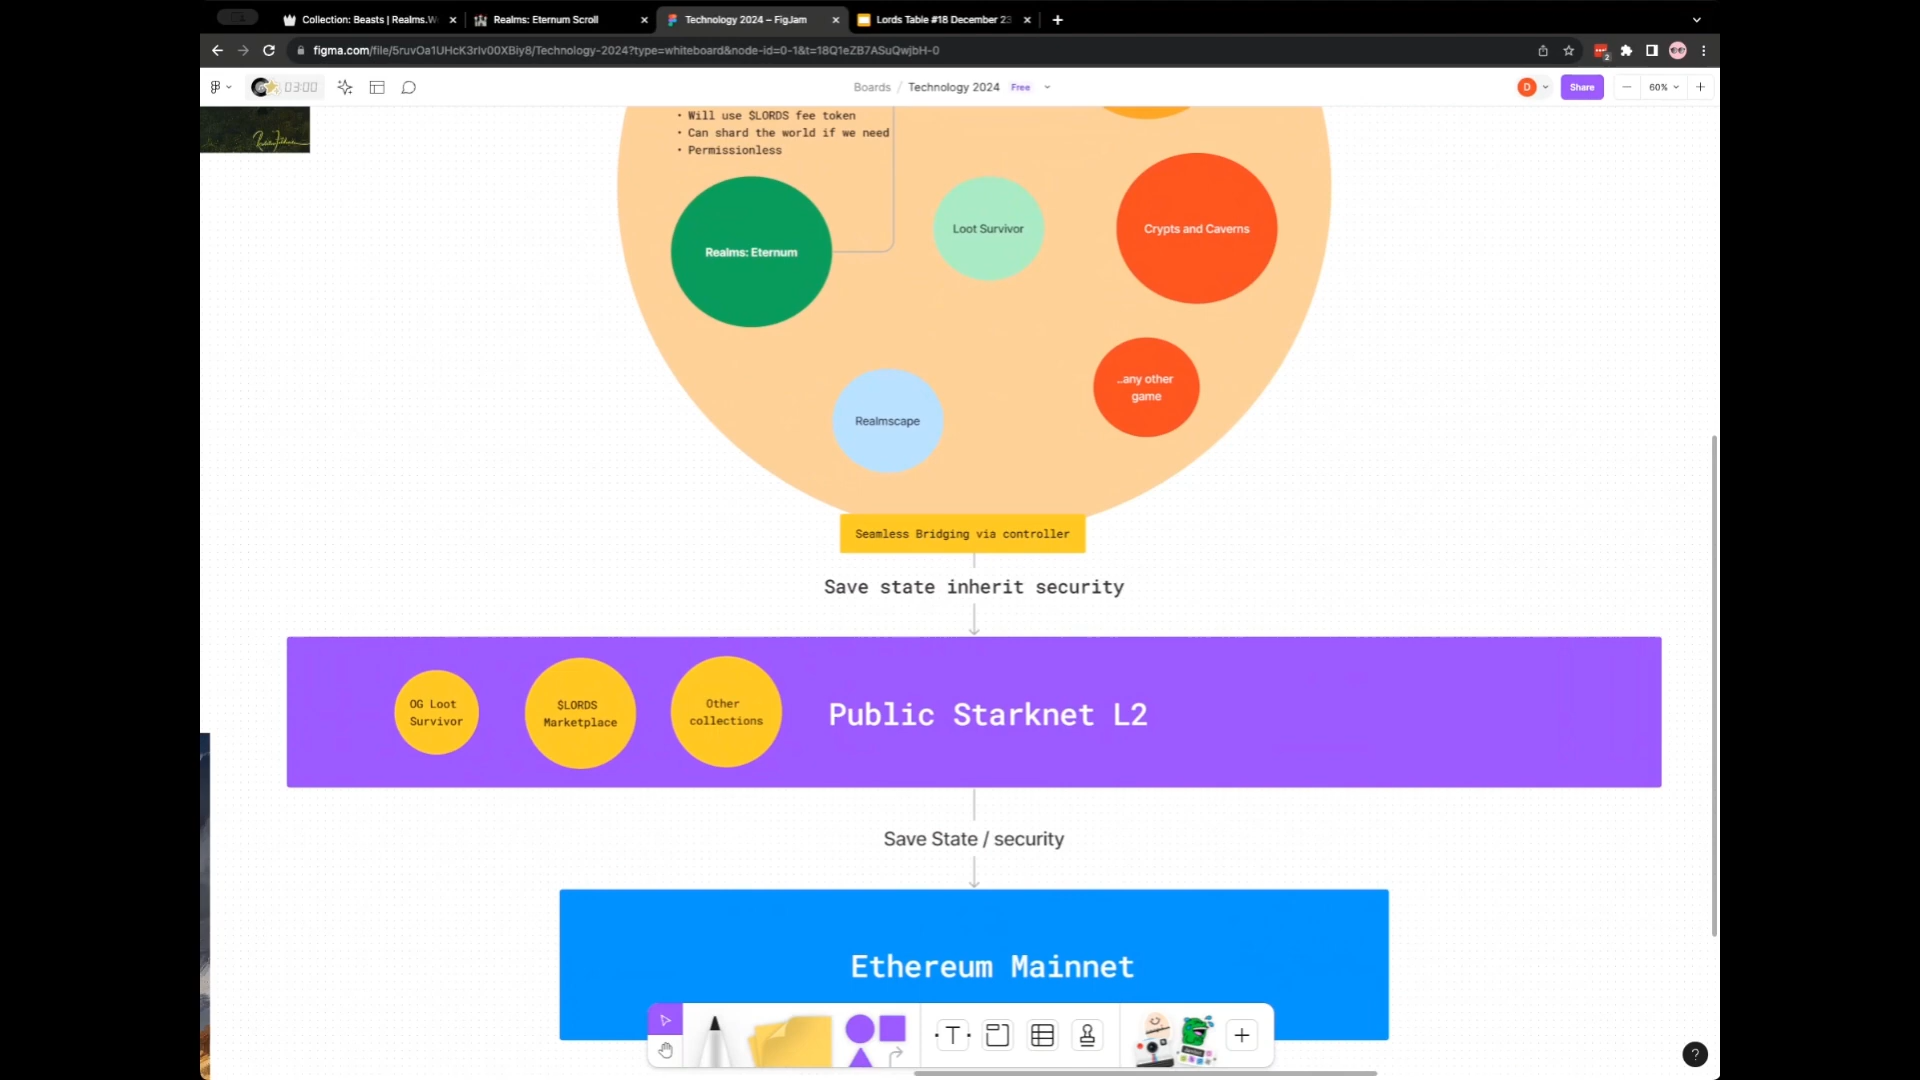 Collection: Beasts | Realms.W
Realms: Eternum Scroll
Technology 2024 – FigJam
Lords Table #18 December 23
figma.com/file/5ruvOa1UHcK3rIv00XBiy8/Technology-2024?type=whiteboard&node-id=0-1&t=18Q1eZB7ASuQwjbH-0
2
03:00
Boards / Technology 2024 Free
D
Share
60%
• Will use $LORDS fee token
• Can shard the world if we need
• Permissionless
Realms: Eternum
Loot Survivor
Crypts and Caverns
..any other
game
Realmscape
Seamless Bridging via controller
Save state inherit security
OG Loot
Survivor
$LORDS
Marketplace
Other
collections
Public Starknet L2
Save State / security
Ethereum Mainnet
T
?